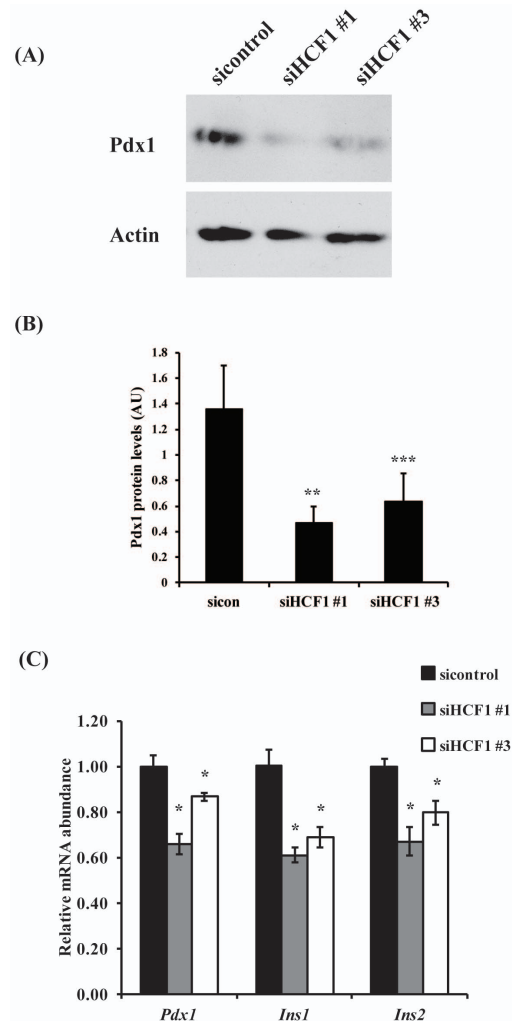 (A)
sicontrol
siHCF1 #1
siHCF1 #3
Pdx1
Actin
(B)
Pdx1 protein levels (AU)
1.8
1.6
1.4
1.2
1
0.8
0.6
0.4
0.2
0
**
***
sicon
siHCF1 #1
siHCF1 #3
(C)
sicontrol
siHCF1 #1
siHCF1 #3
Relative mRNA abundance
1.20
1.00
0.80
0.60
0.40
0.20
0.00
* *
* *
* *
Pdx1
Ins1
Ins2